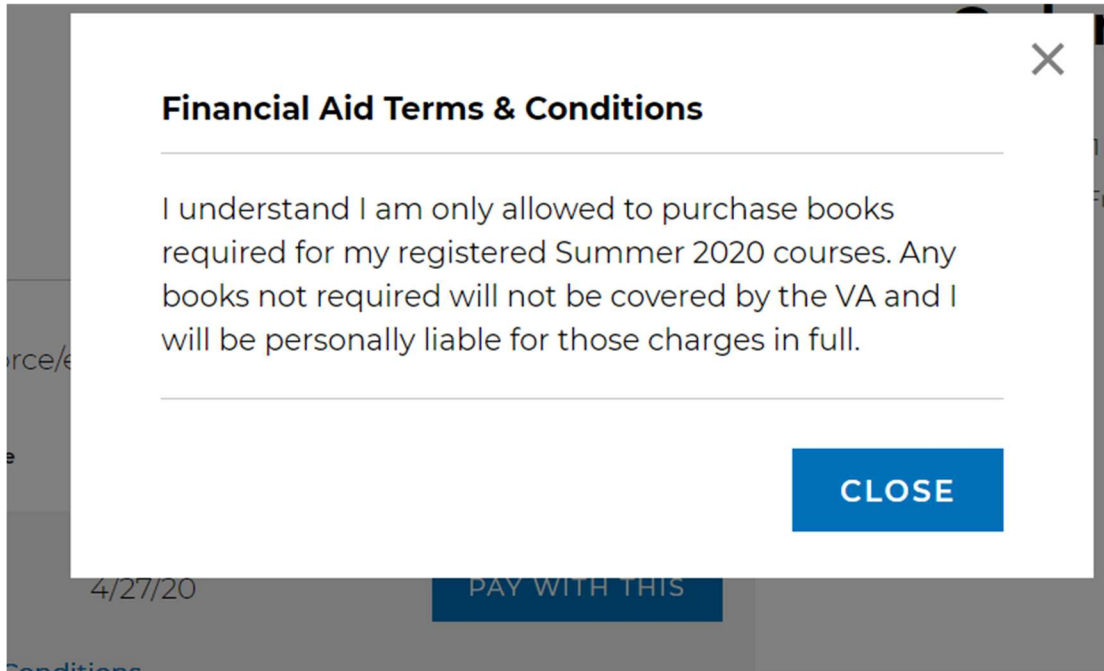 Financial Aid Terms & Conditions
I understand I am only allowed to purchase books
required for my registered Summer 2020 courses. Any
books not required will not be covered by the VA and I
will be personally liable for those charges in full.
CLOSE
4/27/20
PAY WITH THIS
Conditions